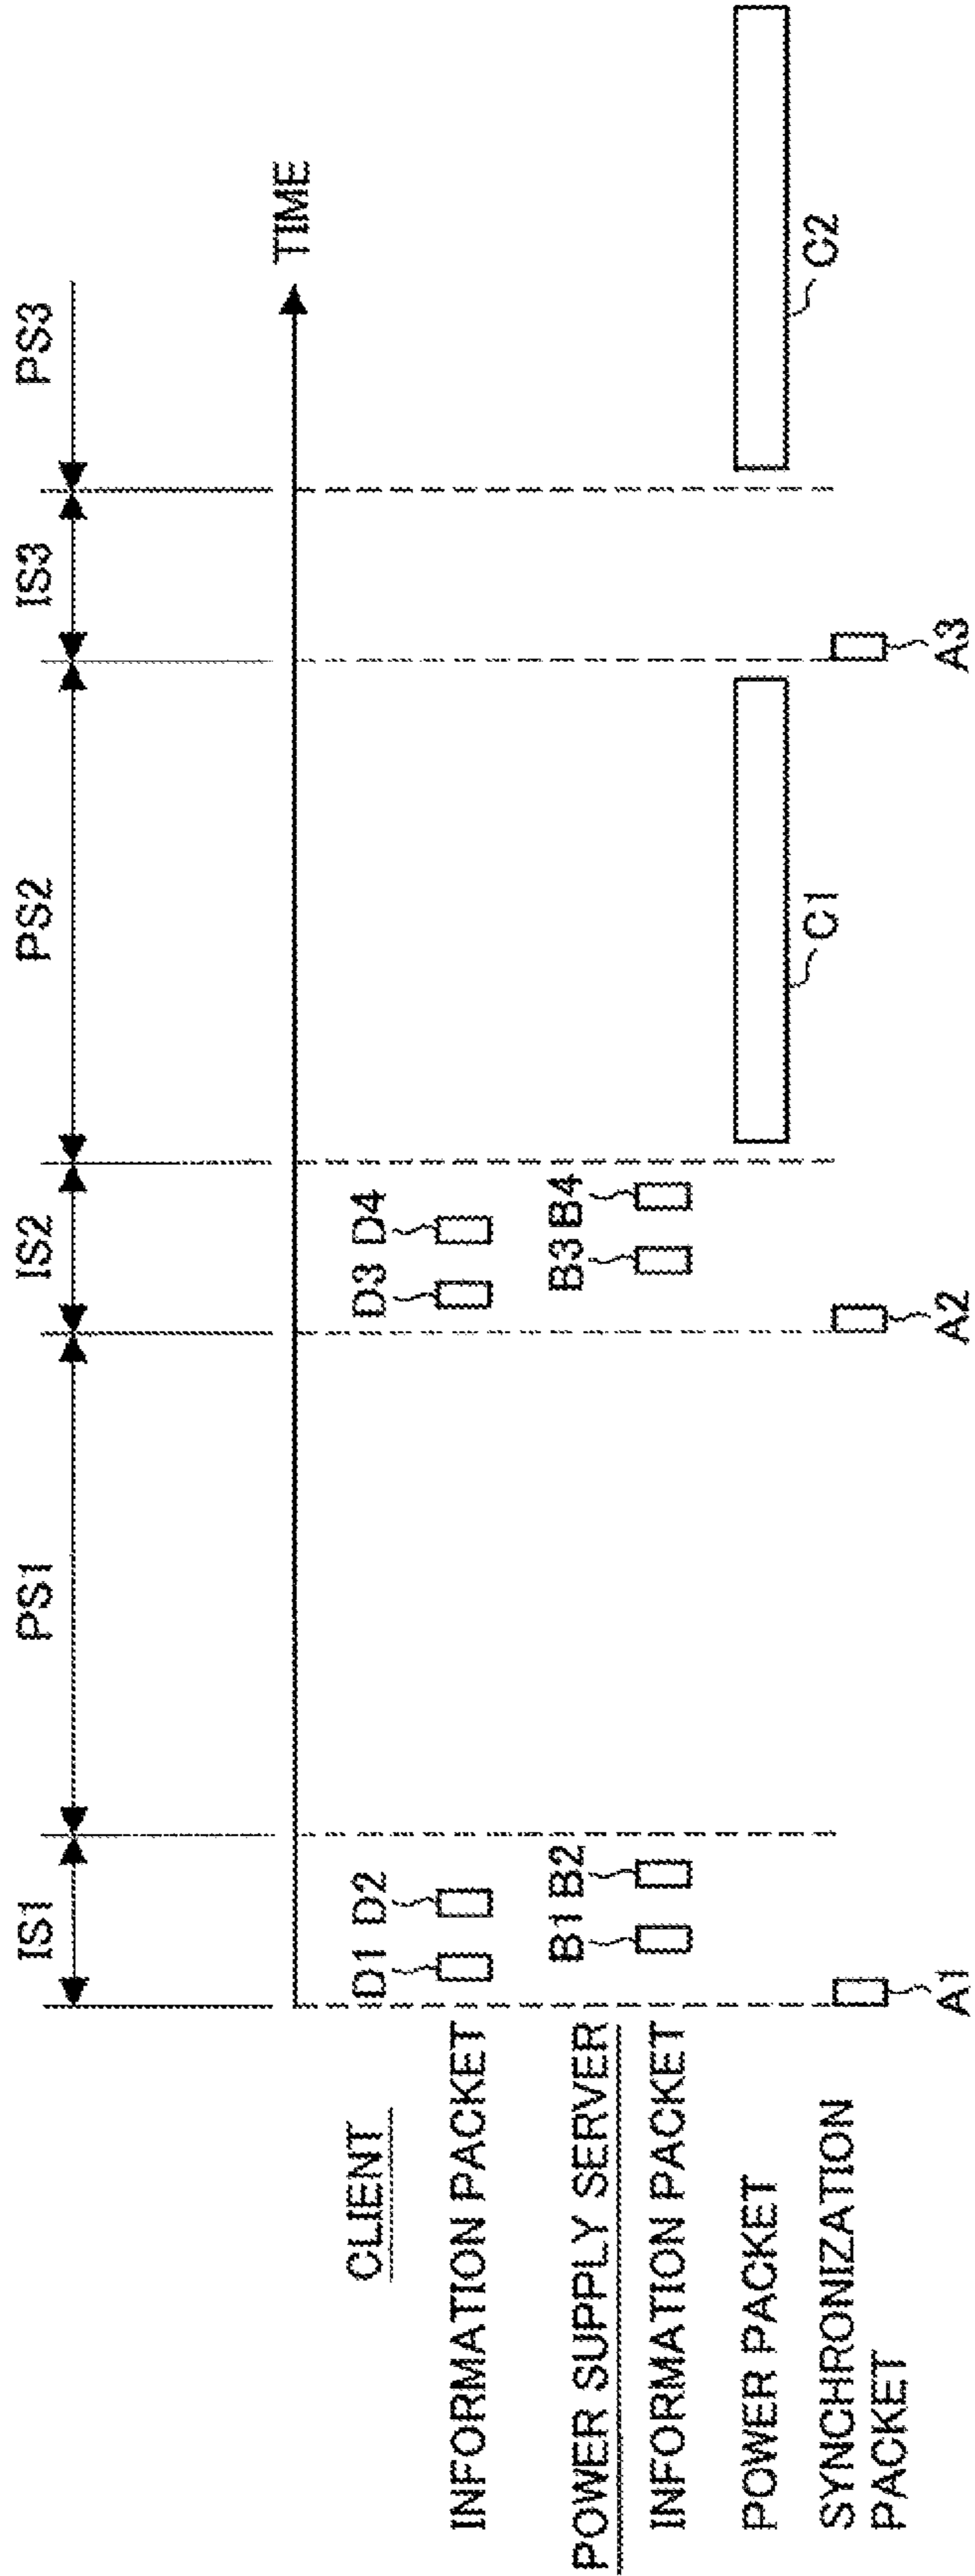 IS1
PS1
IS2
PS2
IS3
PS3
TIME
CLIENT
D1 D2
D3 D4
INFORMATION PACKET
POWER SUPPLY SERVER
B1 B2
B3 B4
INFORMATION PACKET
POWER PACKET
C1
C2
SYNCHRONIZATION
PACKET
A1
A2
A3